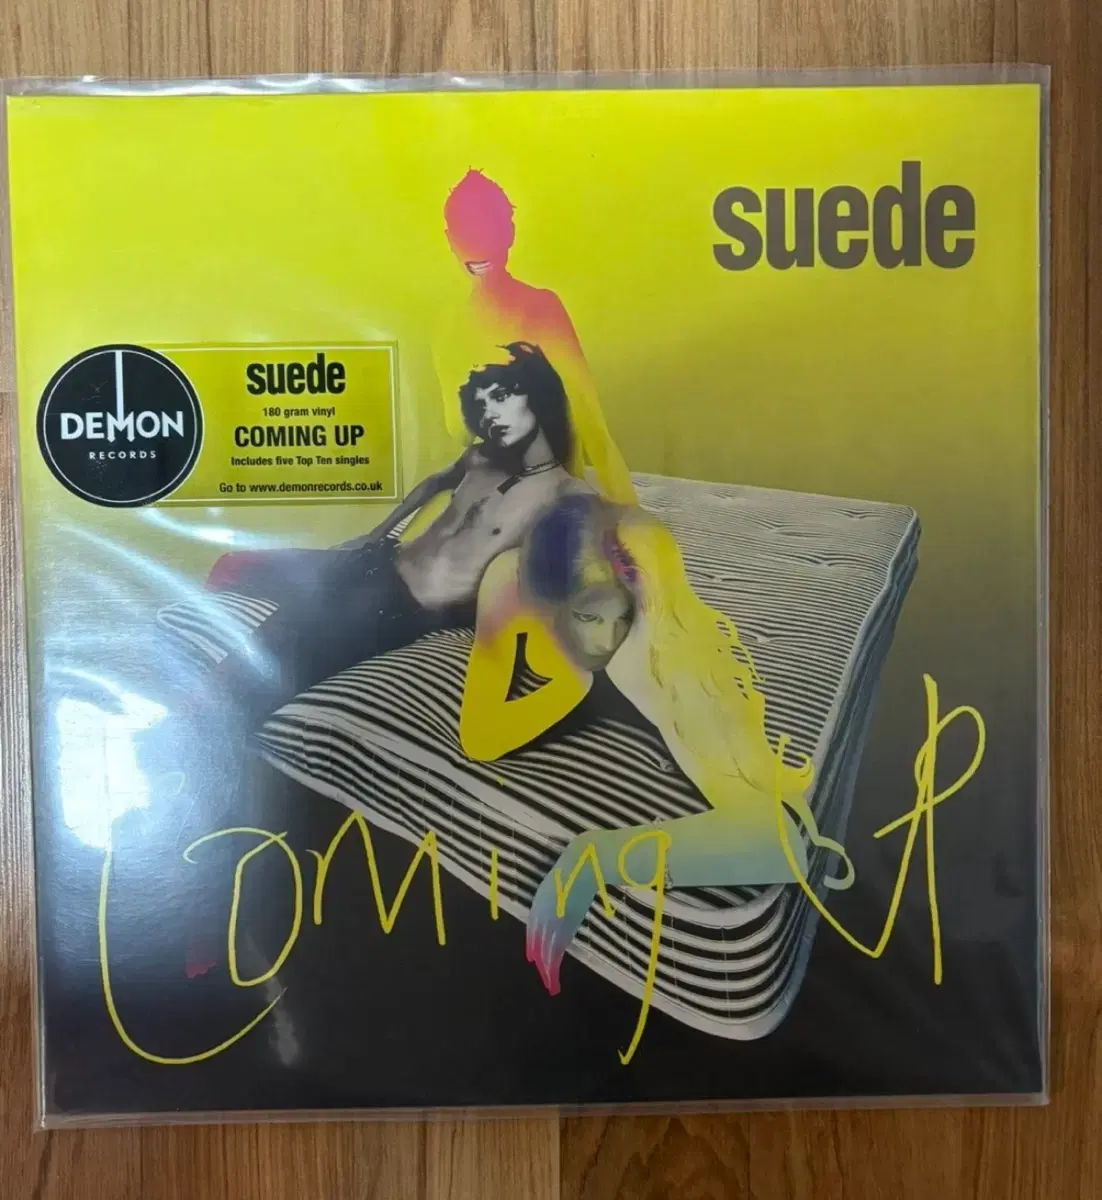 suede
DEMON
RECORDS
suede
180 gram vinyl
COMING UP
Includes five Top Ten singles
Go to www.demonrecords.co.uk
Coming UP